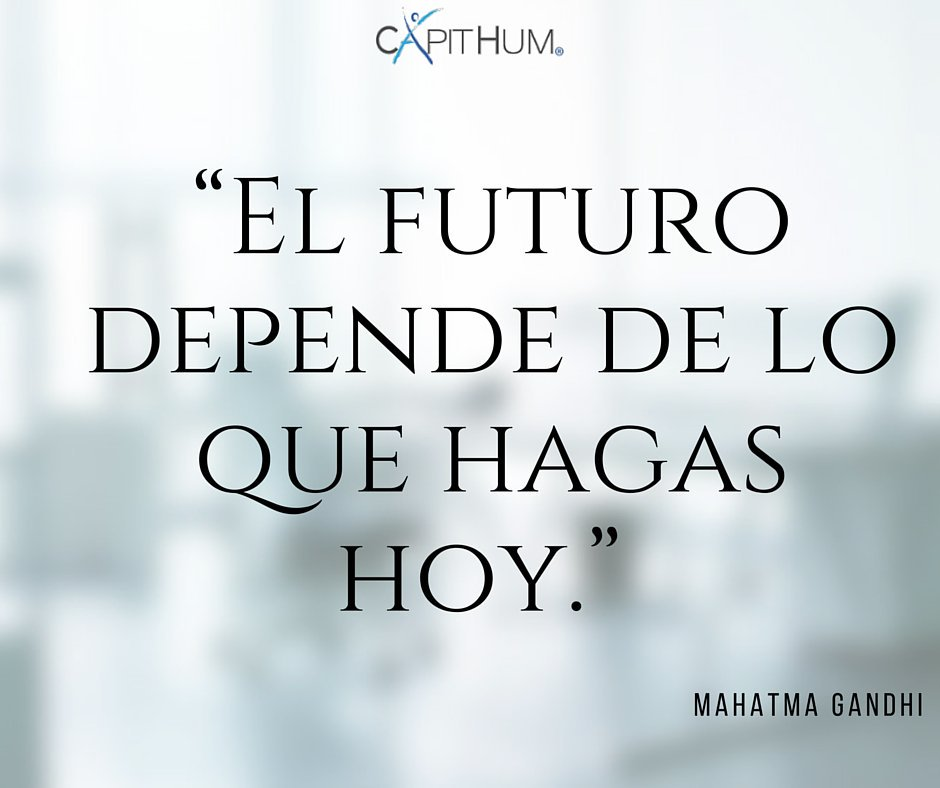 CAPITHUM®
“EL FUTURO
DEPENDE DE LO
QUE HAGAS
HOY.”
MAHATMA GANDHI